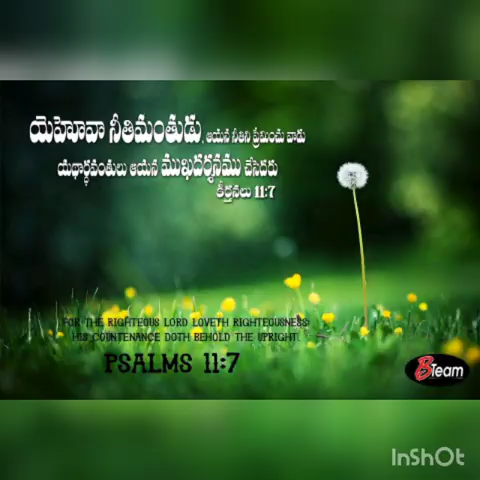 యెహోవా నీతిమంతుడు, ఆయన నీతిని ప్రేమించు వాడు
యథార్థవంతులు ఆయన ముఖదర్శనము చేసెదరు
కీర్తనలు 11:7
FOR THE RIGHTEOUS LORD LOVETH RIGHTEOUSNESS;
HIS COUNTENANCE DOTH BEHOLD THE UPRIGHT.
PSALMS 11:7
BTeam
InShOt